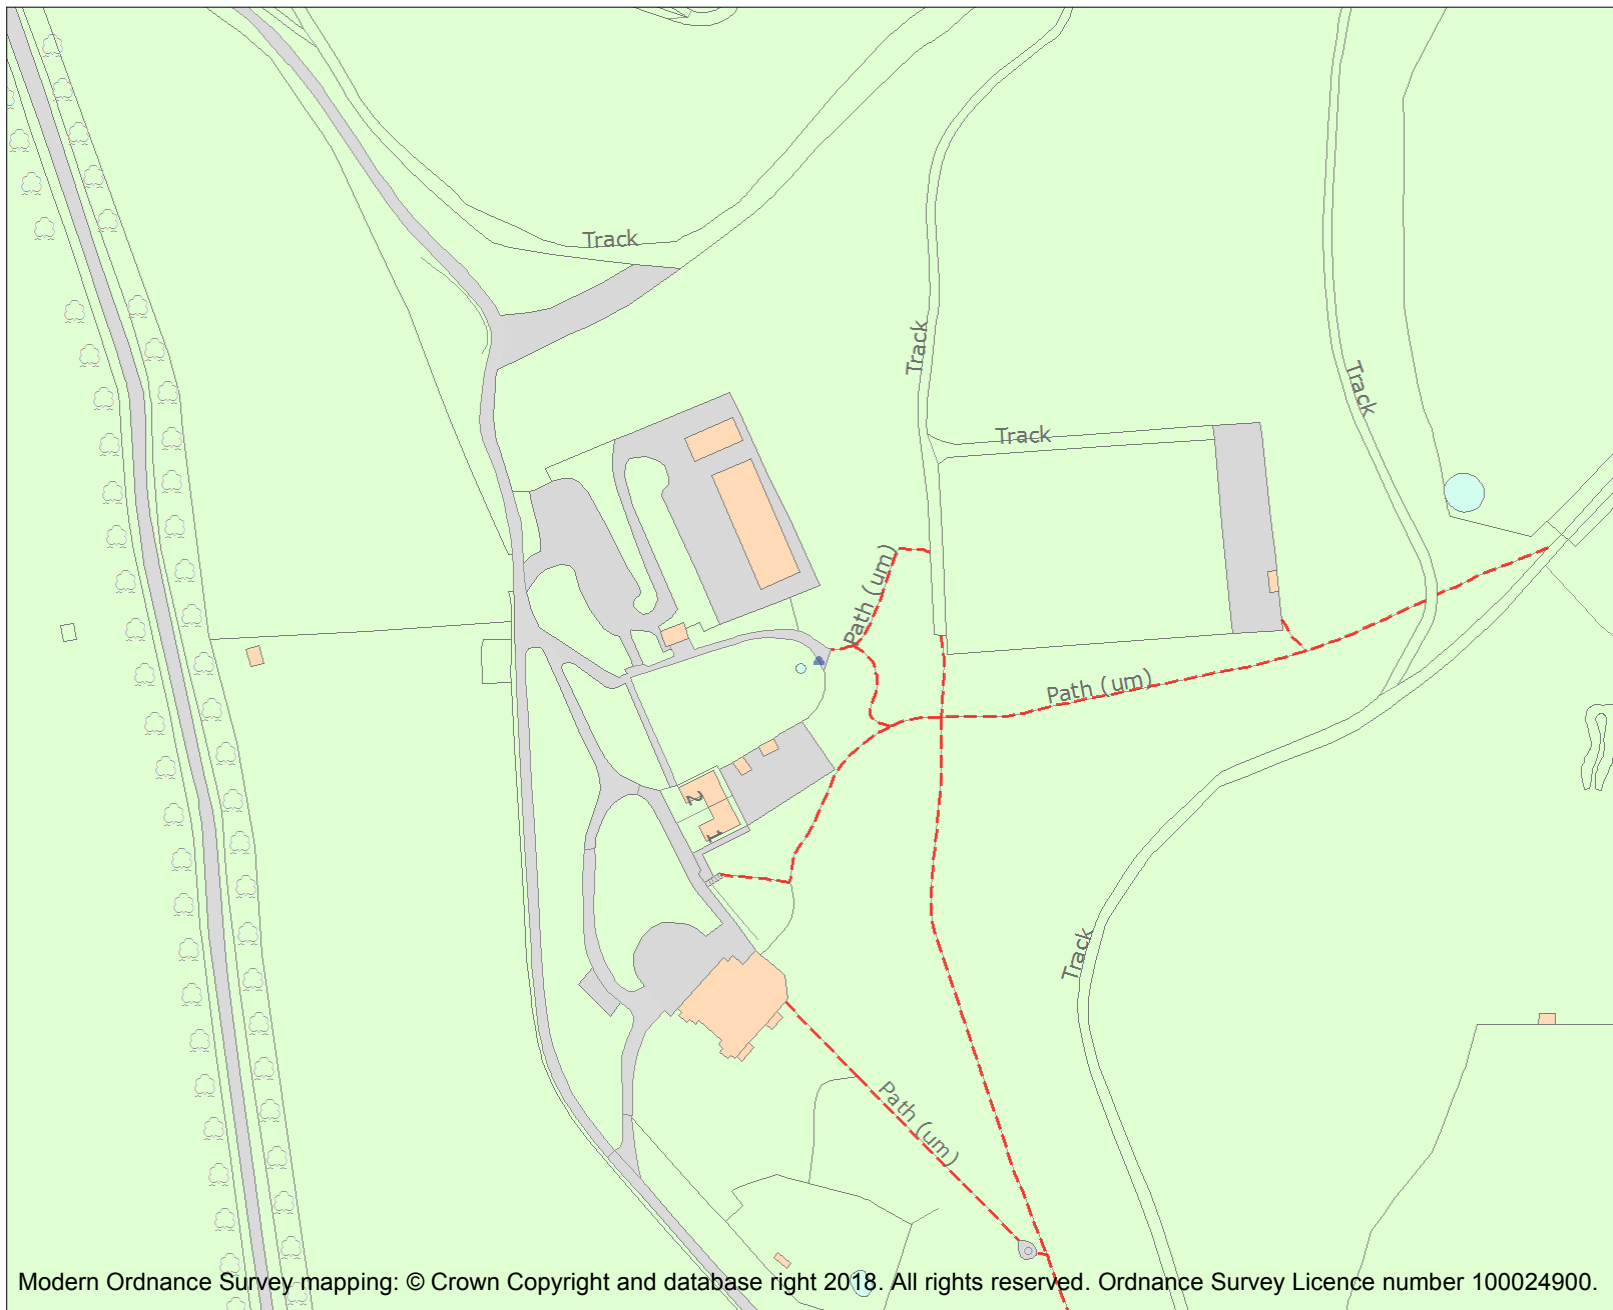 Track
Track
Track
Track
Path (um)
Path (um)
2
1
Track
Path (um)
Modern Ordnance Survey mapping: © Crown Copyright and database right 2018. All rights reserved. Ordnance Survey Licence number 100024900.